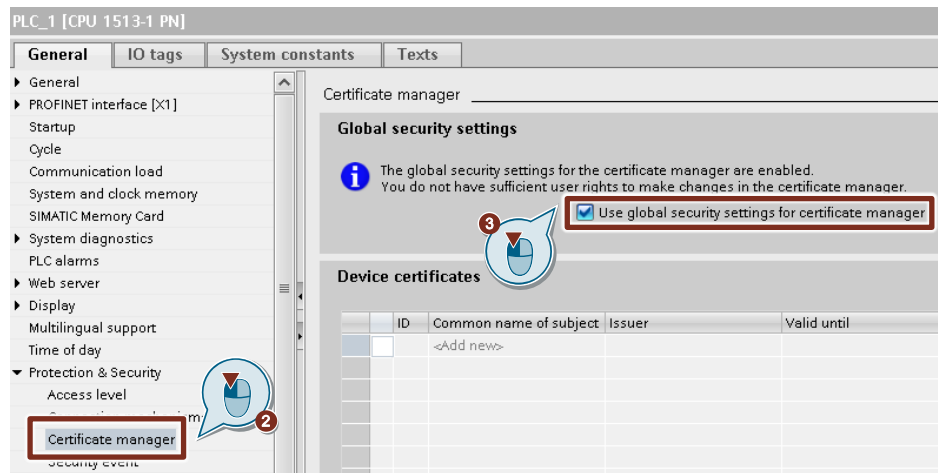 PLC_1 [CPU 1513-1 PN]
General IO tags System constants Texts
General
PROFINET interface [X1]
Startup
Cycle
Communication load
System and clock memory
SIMATIC Memory Card
System diagnostics
PLC alarms
Web server
Display
Multilingual support
Time of day
Protection & Security
Access level
Certificate manager
Security event
2
Certificate manager
Global security settings
The global security settings for the certificate manager are enabled.
You do not have sufficient user rights to make changes in the certificate manager.
Use global security settings for certificate manager
3
Device certificates
ID Common name of subject Issuer Valid until
<Add new>